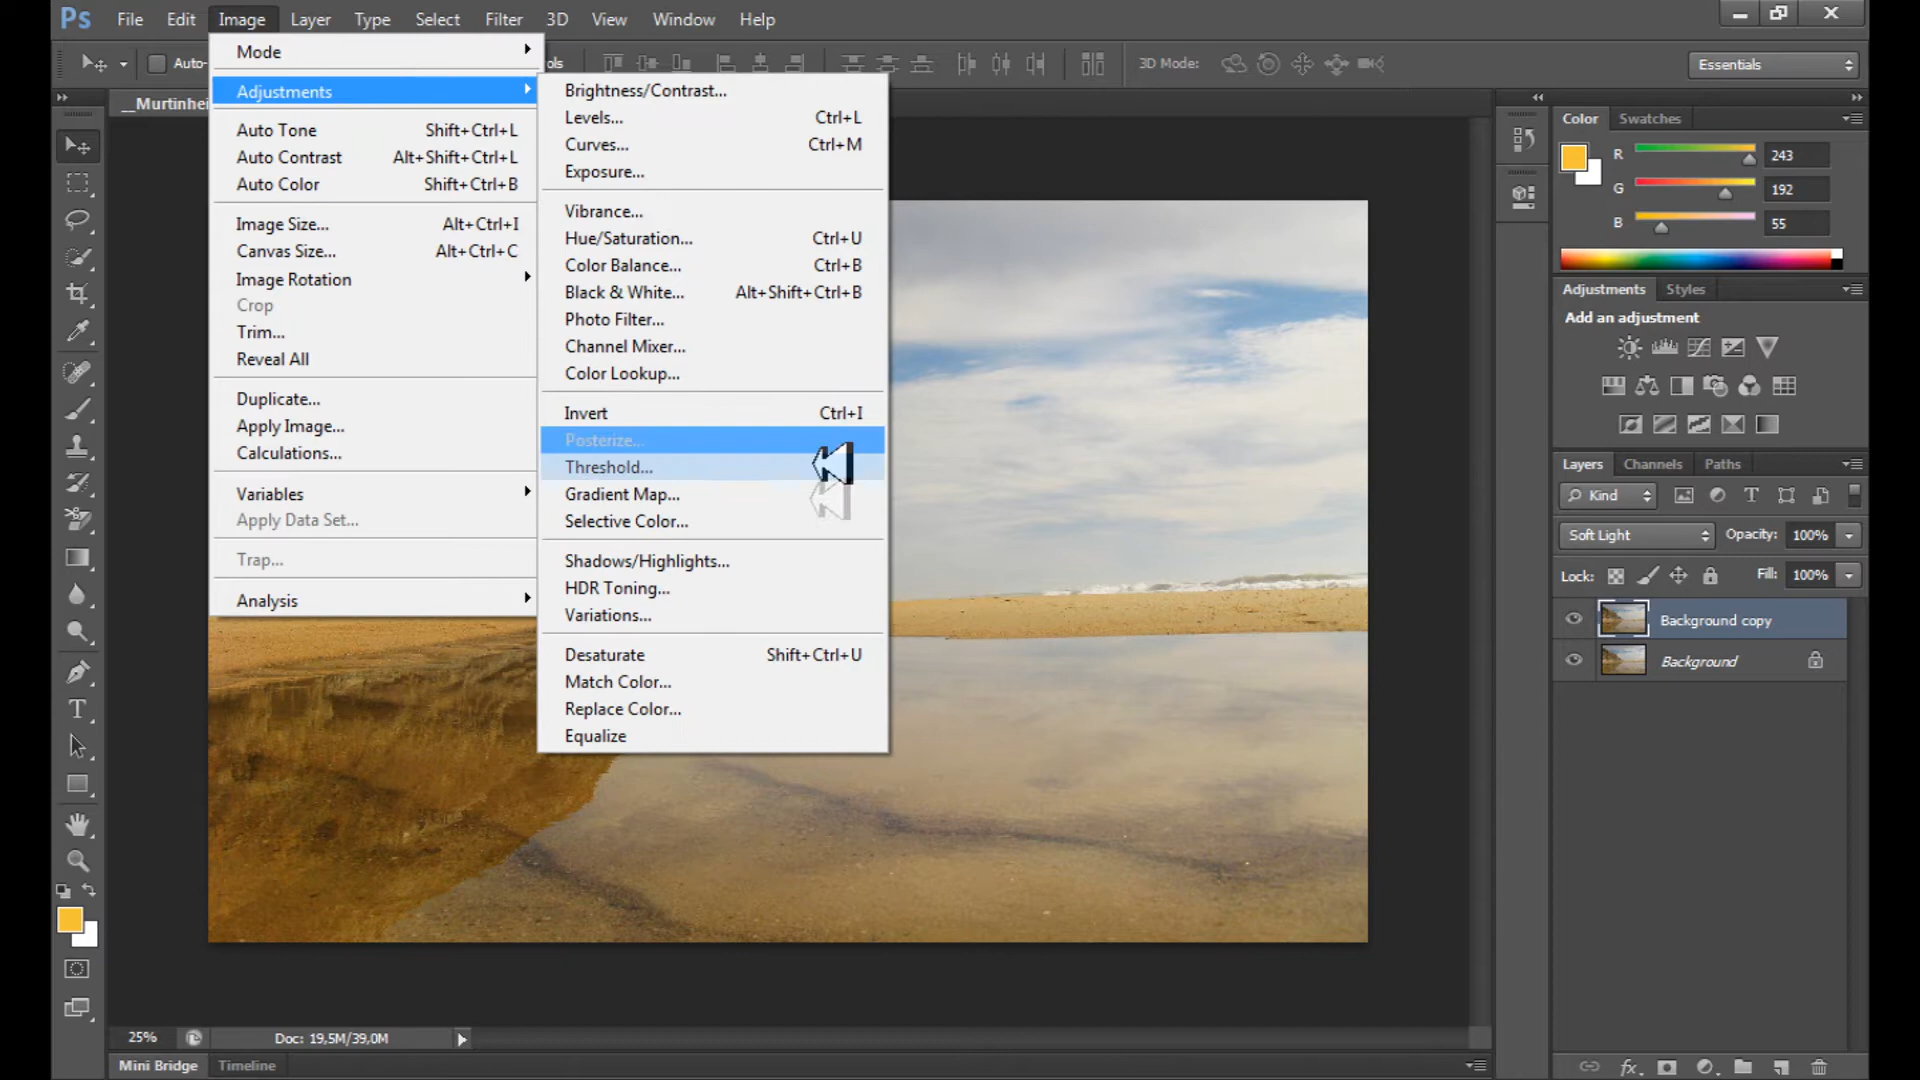 Ps File Edit Image Layer Type Select Filter 3D View Window Help
Auto-
ols
3D Mode:
Essentials
__Murtinhei
Mode
Adjustments
Auto Tone Shift+Ctrl+L
Auto Contrast Alt+Shift+Ctrl+L
Auto Color Shift+Ctrl+B
Image Size... Alt+Ctrl+I
Canvas Size... Alt+Ctrl+C
Image Rotation
Crop
Trim...
Reveal All
Duplicate...
Apply Image...
Calculations...
Variables
Apply Data Set...
Trap...
Analysis
Brightness/Contrast...
Levels... Ctrl+L
Curves... Ctrl+M
Exposure...
Vibrance...
Hue/Saturation... Ctrl+U
Color Balance... Ctrl+B
Black & White... Alt+Shift+Ctrl+B
Photo Filter...
Channel Mixer...
Color Lookup...
Invert Ctrl+I
Posterize...
Threshold...
Gradient Map...
Selective Color...
Shadows/Highlights...
HDR Toning...
Variations...
Desaturate Shift+Ctrl+U
Match Color...
Replace Color...
Equalize
Color Swatches
R 243
G 192
B 55
Adjustments Styles
Add an adjustment
Layers Channels Paths
Kind
Soft Light Opacity: 100%
Lock: Fill: 100%
Background copy
Background
25% Doc: 19,5M/39,0M
Mini Bridge Timeline